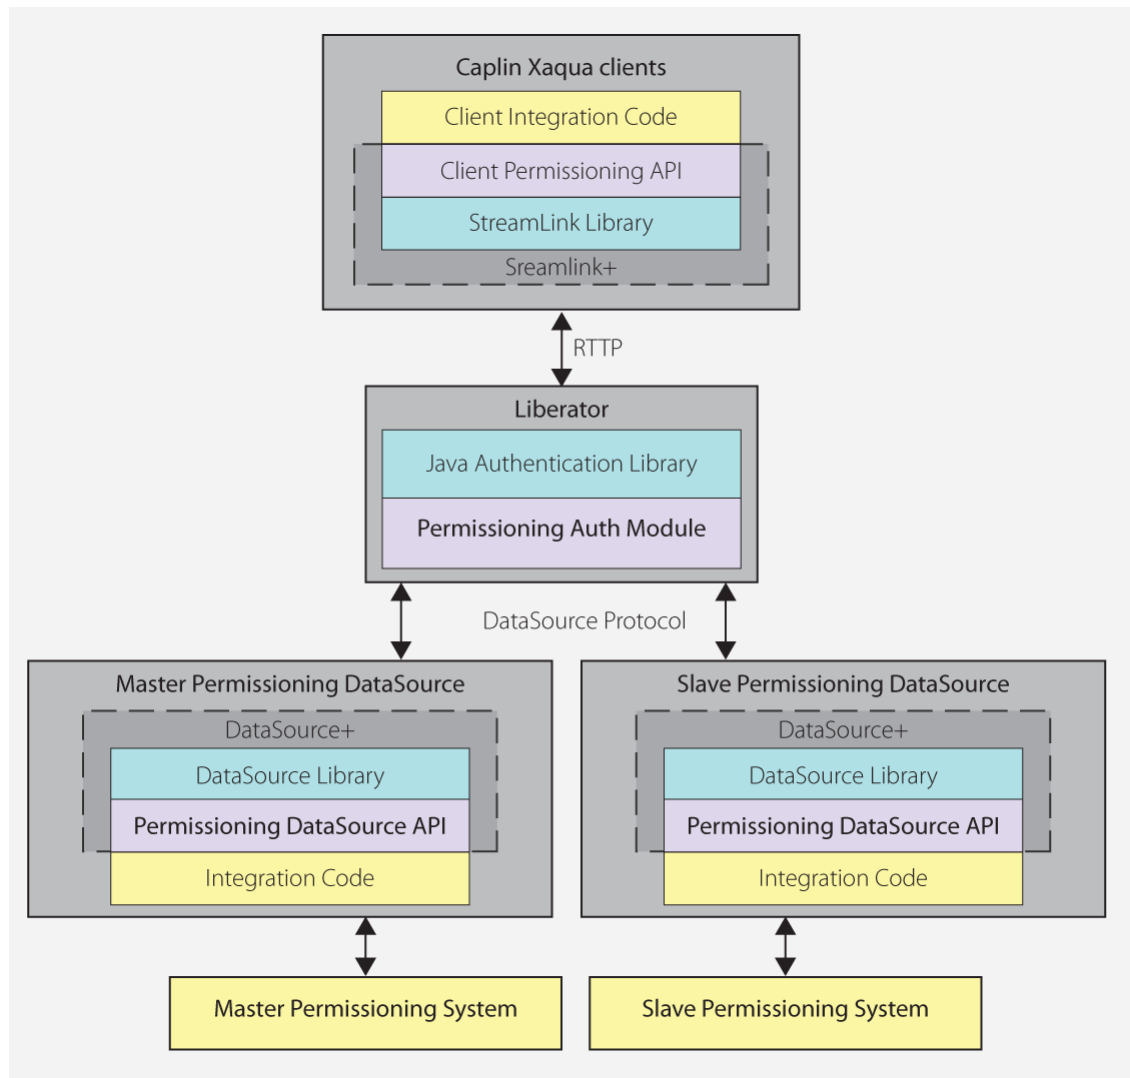 Caplin Xaqua clients
Client Integration Code
Client Permissioning API
StreamLink Library
Sreamlink+
RTTP
Liberator
Java Authentication Library
Permissioning Auth Module
DataSource Protocol
Master Permissioning DataSource
DataSource+
DataSource Library
Permissioning DataSource API
Integration Code
Slave Permissioning DataSource
DataSource+
DataSource Library
Permissioning DataSource API
Integration Code
Master Permissioning System
Slave Permissioning System